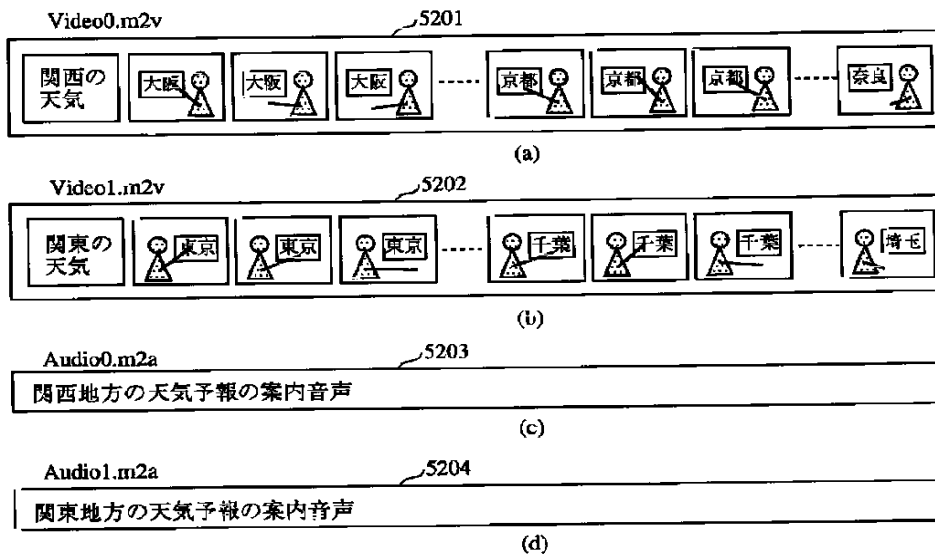 Video0.m2v
5201
関西の
天気
大阪
大阪
大阪
京都
京都
京都
奈良
(a)
Video1.m2v
5202
関東の
天気
東京
東京
東京
千葉
千葉
千葉
埼玉
(b)
Audio0.m2a
5203
関西地方の天気予報の案内音声
(c)
Audio1.m2a
5204
関東地方の天気予報の案内音声
(d)